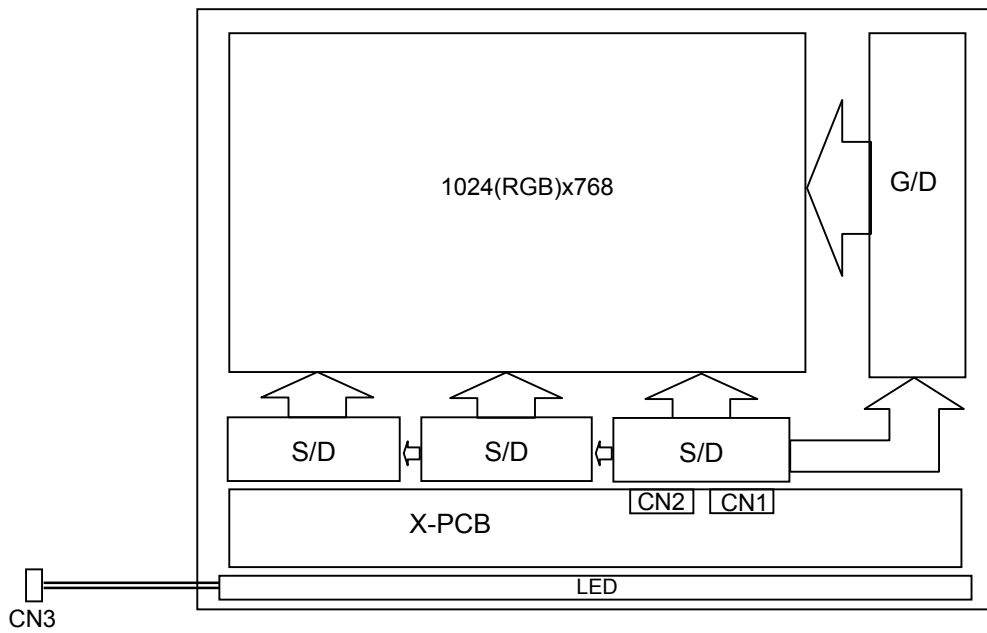 1024(RGB)x768
G/D
S/D
S/D
S/D
CN2
CN1
X-PCB
LED
CN3